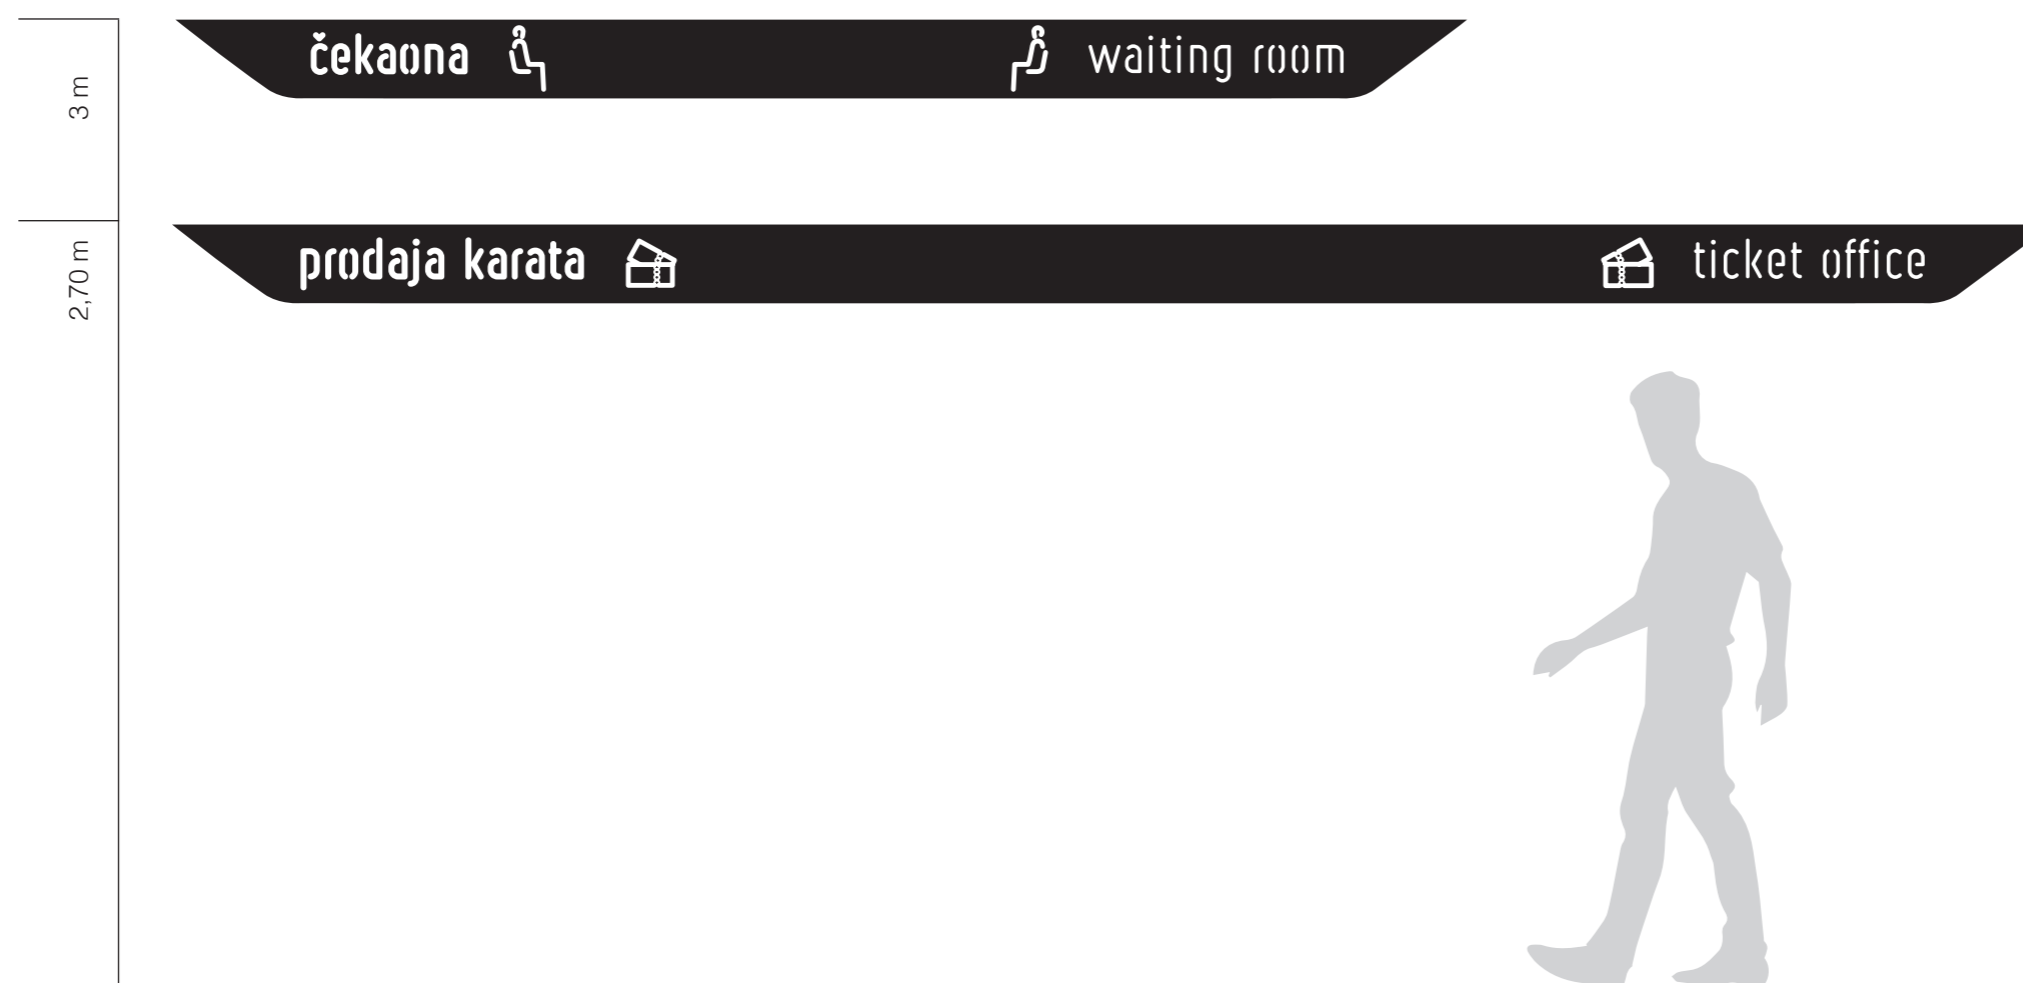 3 m
čekaona waiting room
2,70 m
prodaja karata ticket office